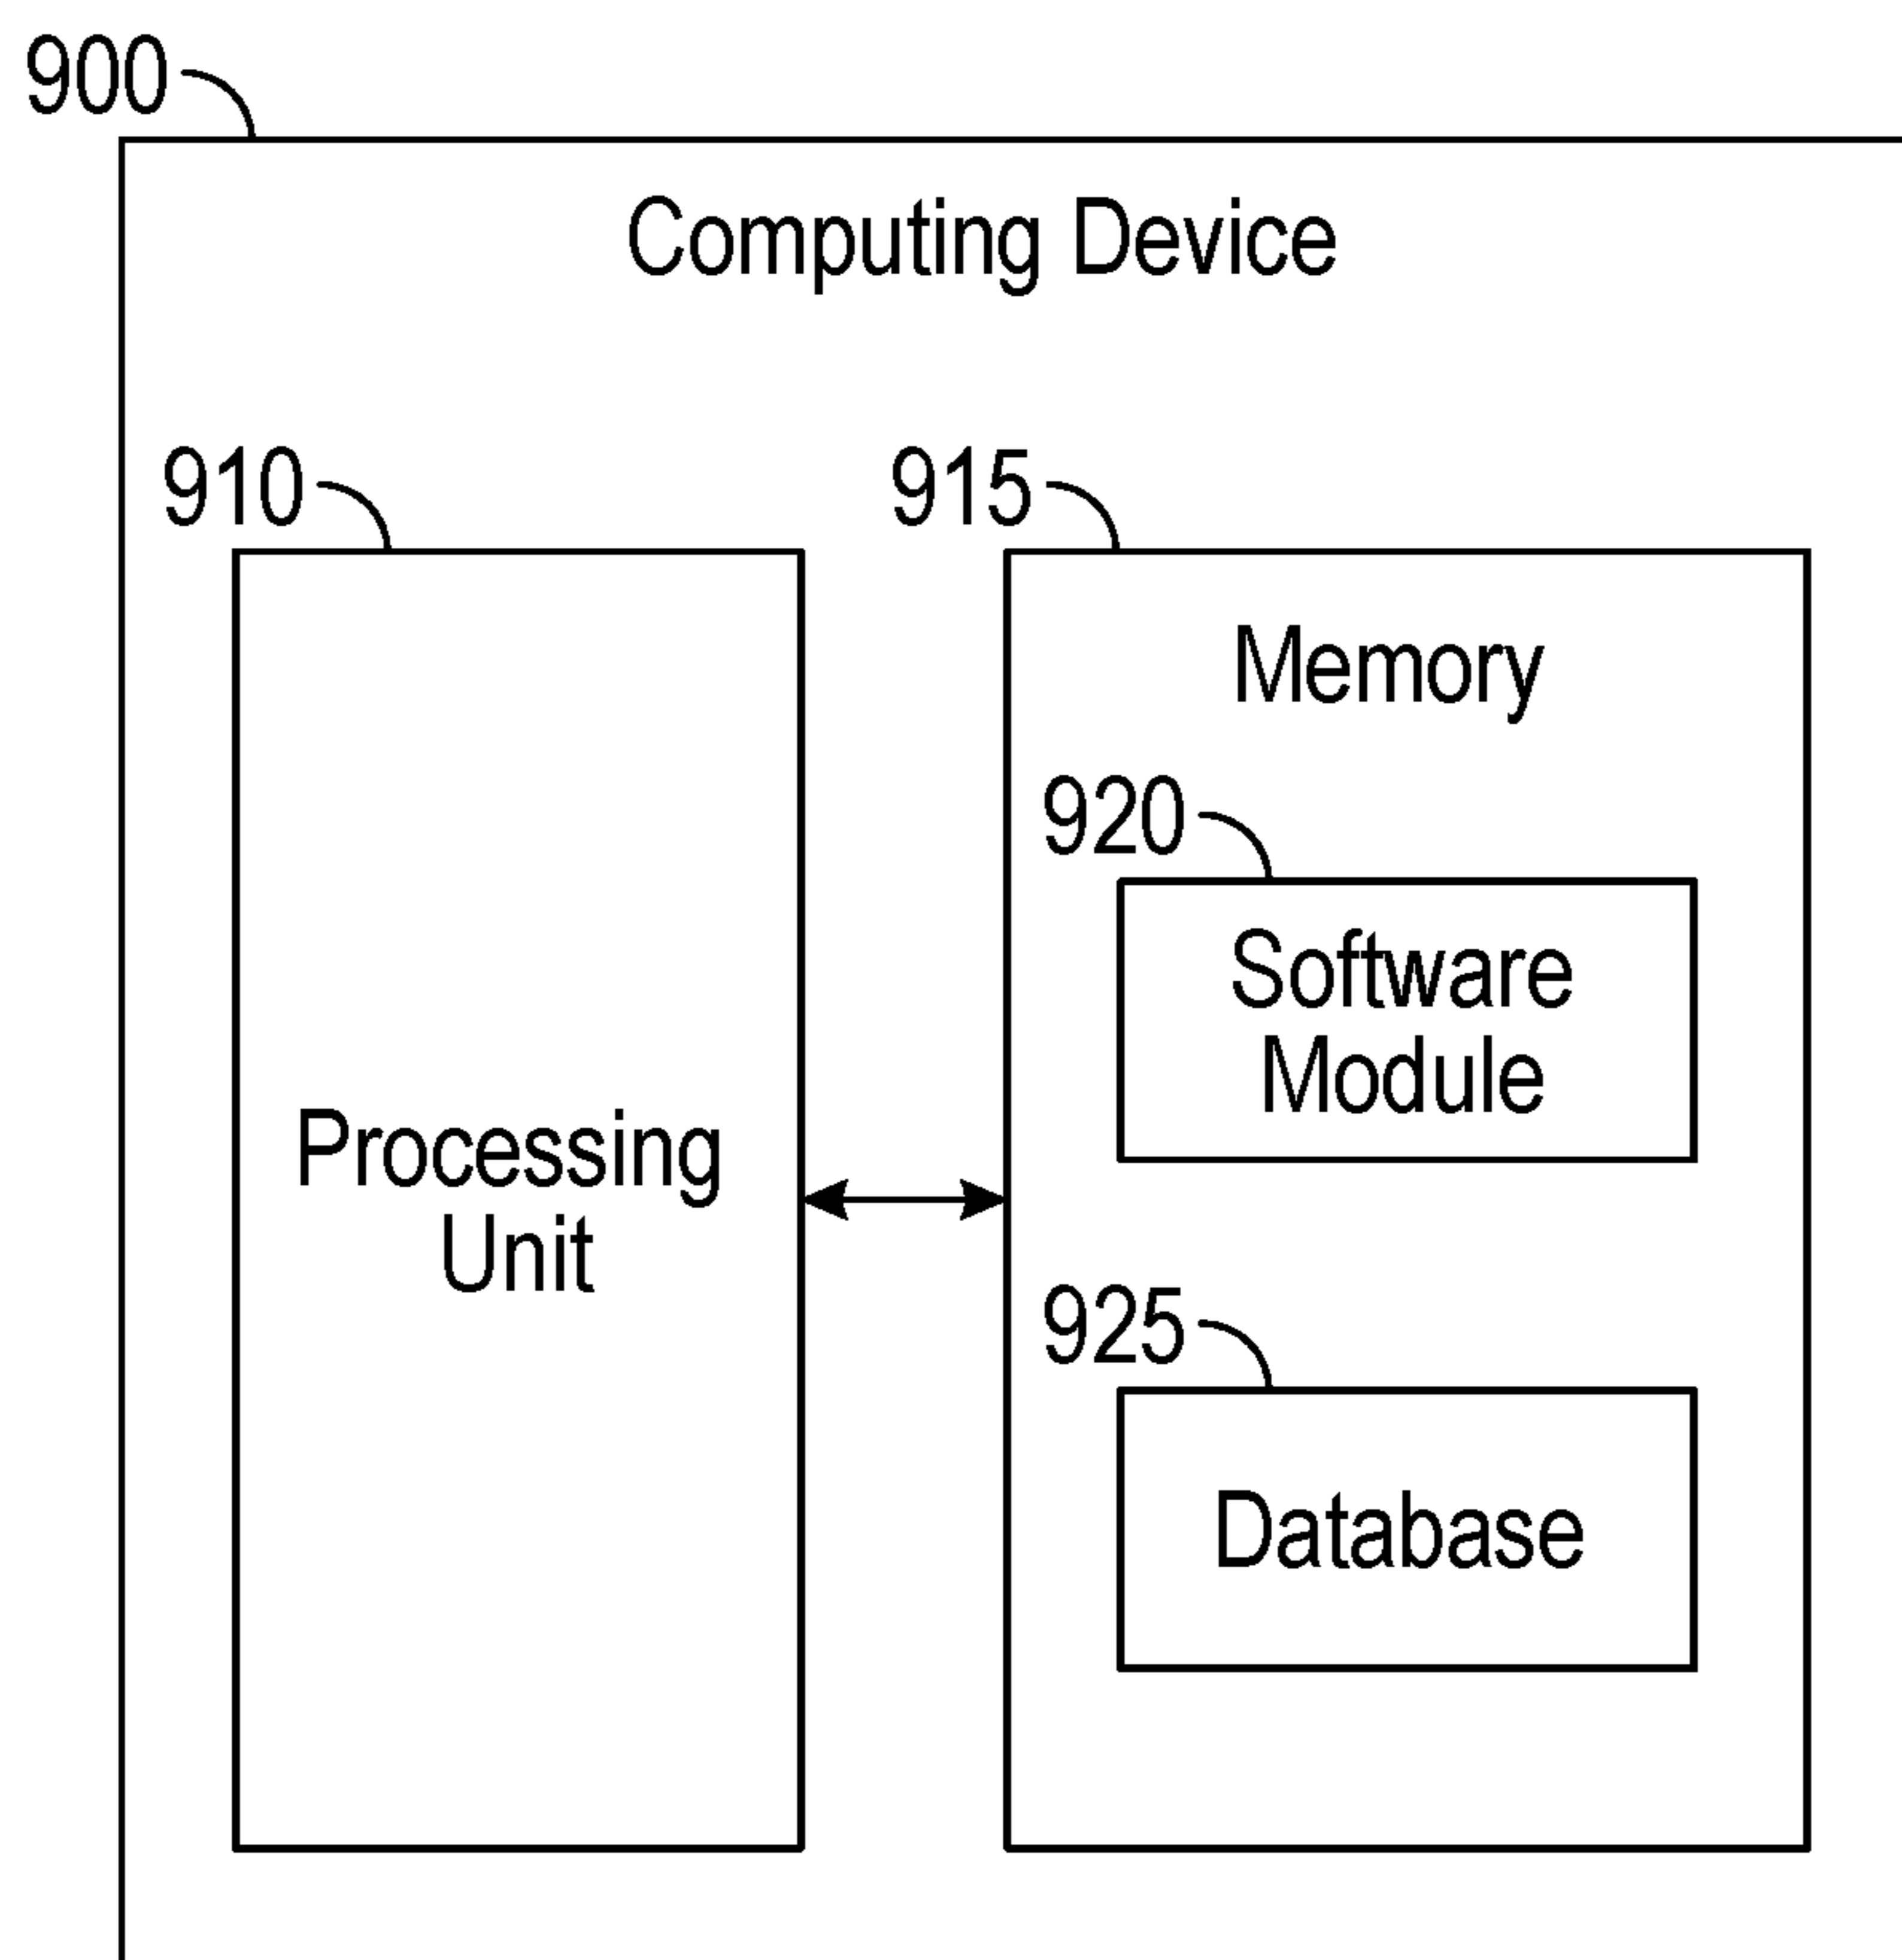 900
Computing Device
910
915
Memory
920
Software
Module
Processing
Unit
925
Database